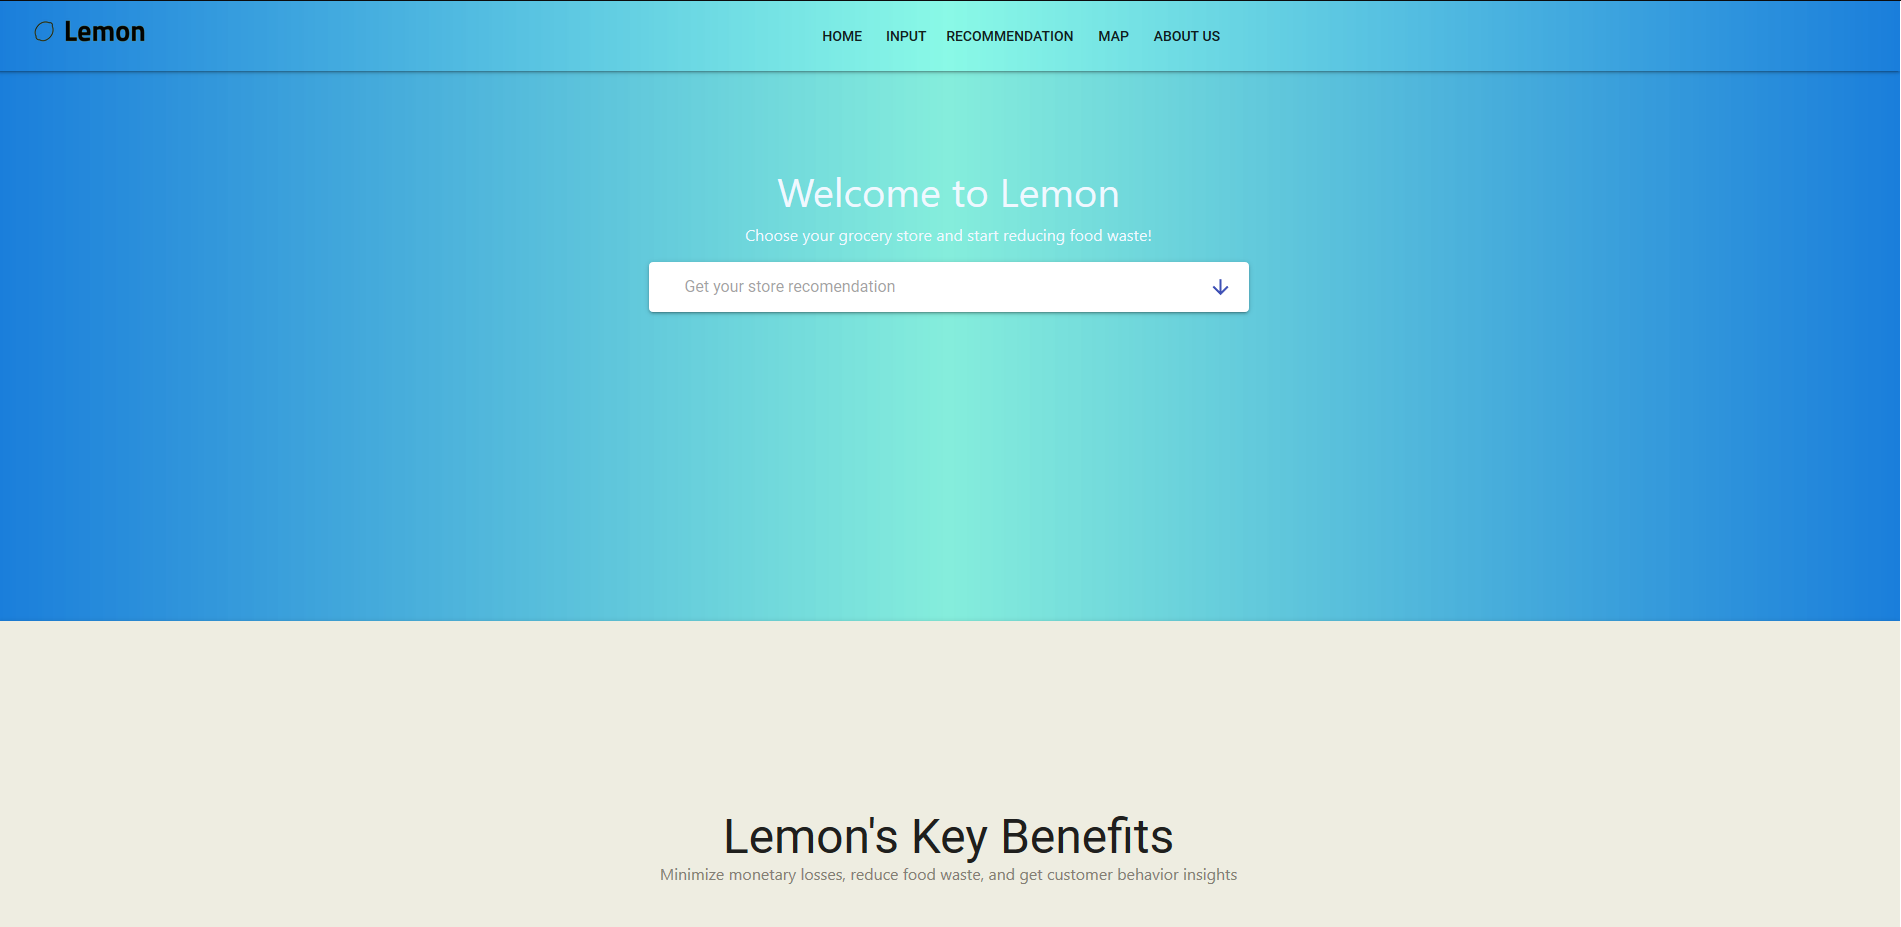 Lemon
HOME INPUT RECOMMENDATION MAP ABOUT US
Welcome to Lemon
Choose your grocery store and start reducing food waste!
Get your store recomendation
Lemon's Key Benefits
Minimize monetary losses, reduce food waste, and get customer behavior insights